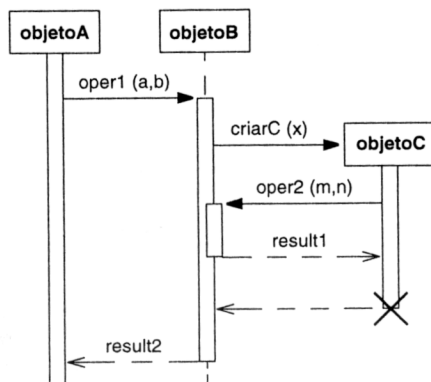 objetoA
objetoB
oper1 (a,b)
criarC (x)
objetoC
oper2 (m,n)
result1
result2